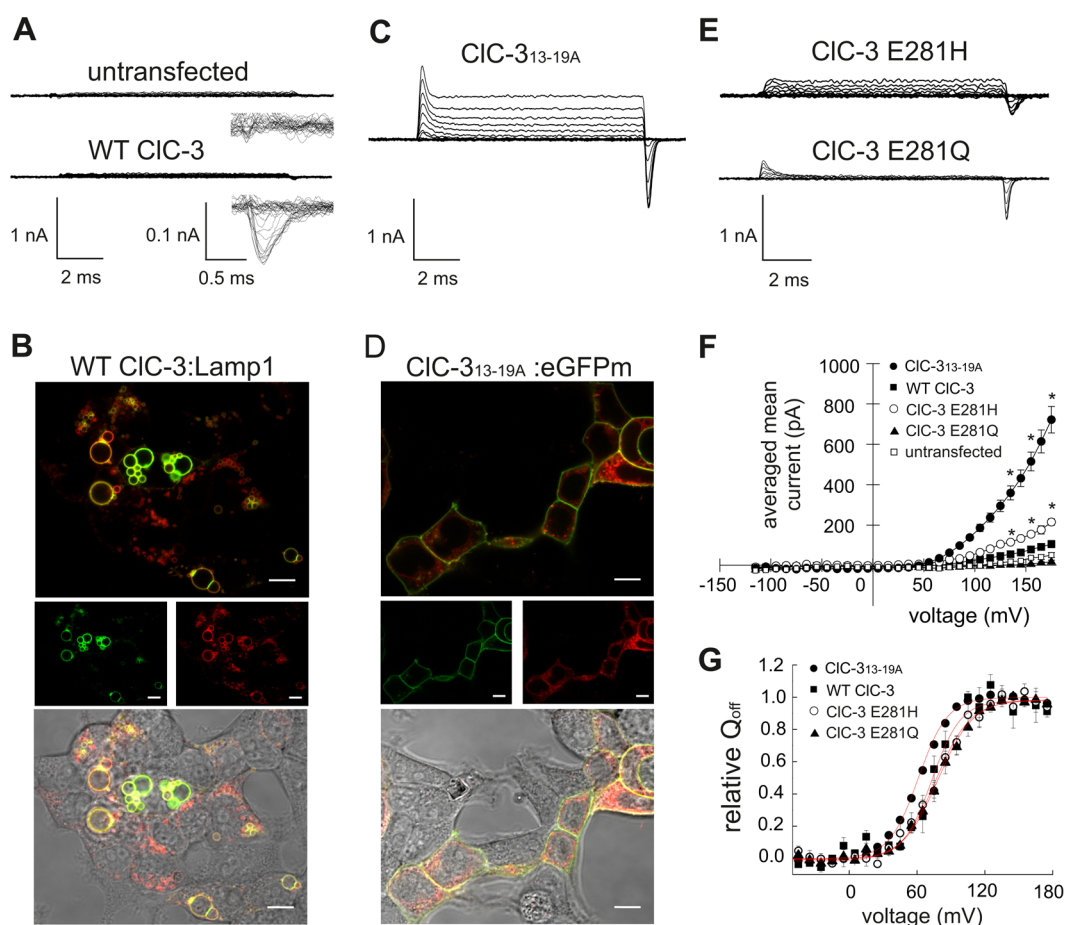 A
untransfected
WT ClC-3
1 nA
2 ms
0.1 nA
0.5 ms
C
ClC-3₁₃₋₁₉A
1 nA
2 ms
E
ClC-3 E281H
ClC-3 E281Q
1 nA
2 ms
B
WT ClC-3:Lamp1
D
ClC-3₁₃₋₁₉A :eGFPm
F
averaged mean
current (pA)
1000
800
600
400
200
-150
-100
-50
0
50
100
150
voltage (mV)
ClC-3₁₃₋₁₉A
WT ClC-3
ClC-3 E281H
ClC-3 E281Q
untransfected
*
*
*
*
*
*
G
relative Qoff
1.2
1.0
0.8
0.6
0.4
0.2
0.0
0
60
120
180
voltage (mV)
ClC-3₁₃₋₁₉A
WT ClC-3
ClC-3 E281H
ClC-3 E281Q